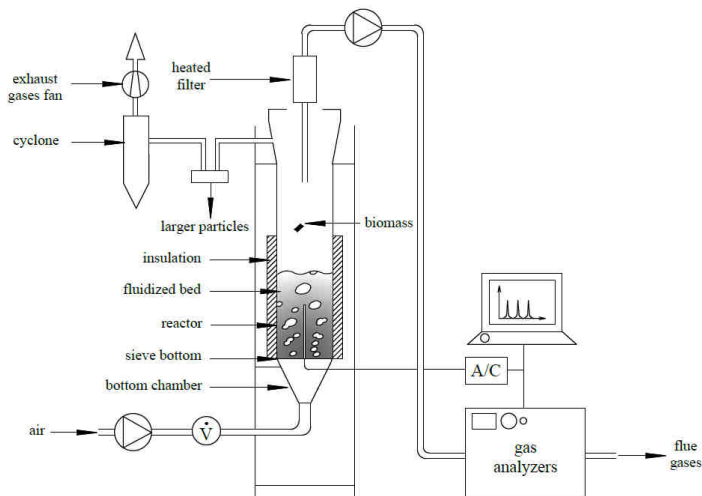 exhaust
gases fan
heated
filter
cyclone
larger particles
biomass
insulation
fluidized bed
reactor
sieve bottom
bottom chamber
A/C
air
V̇
gas
analyzers
flue
gases